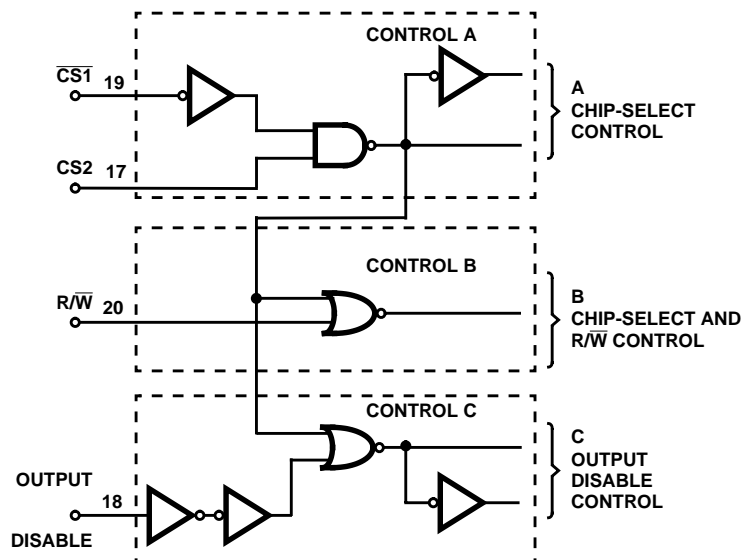 CONTROL A
C̅S̅1̅ 19
CS2 17
A
CHIP-SELECT
CONTROL
CONTROL B
R/W̅ 20
B
CHIP-SELECT AND
R/W̅ CONTROL
CONTROL C
OUTPUT
DISABLE
18
C
OUTPUT
DISABLE
CONTROL